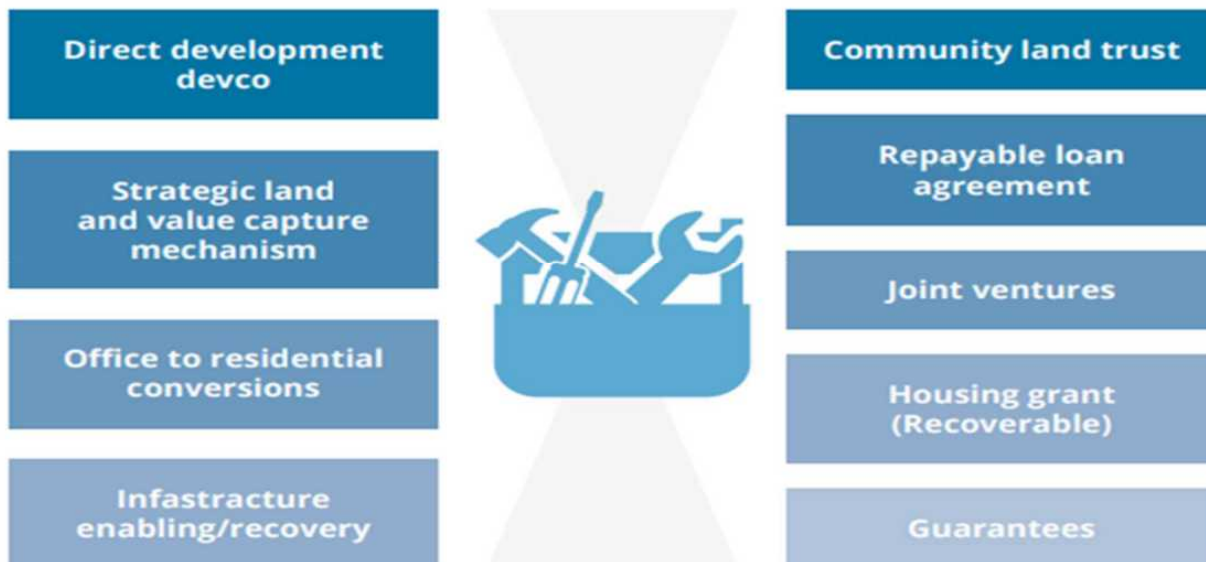 Direct development
devco
Strategic land
and value capture
mechanism
Office to residential
conversions
Infastracture
enabling/recovery
Community land trust
Repayable loan
agreement
Joint ventures
Housing grant
(Recoverable)
Guarantees